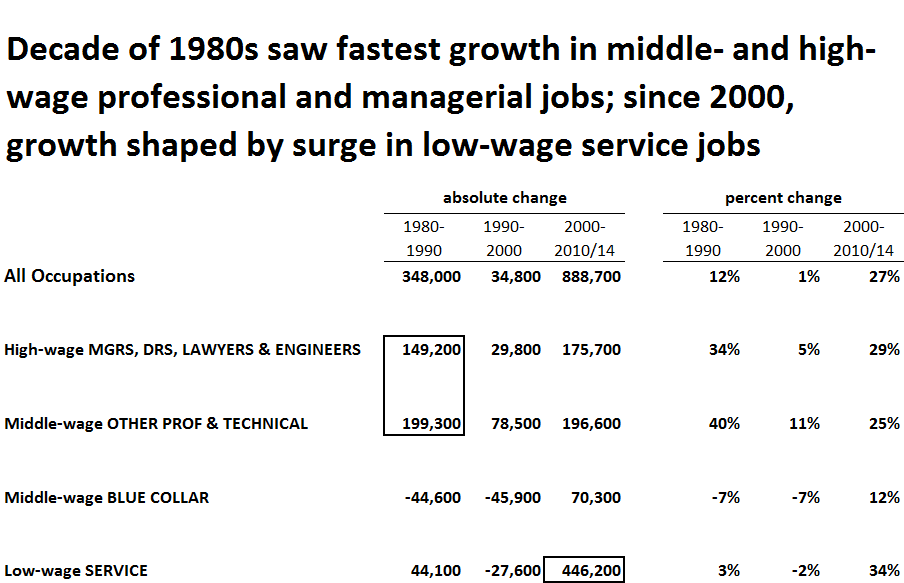 Decade of 1980s saw fastest growth in middle- and high-
wage professional and managerial jobs; since 2000,
growth shaped by surge in low-wage service jobs
absolute change percent change
1980- 1990- 2000- 1980- 1990- 2000-
1990 2000 2010/14 1990 2000 2010/14
All Occupations 348,000 34,800 888,700 12% 1% 27%
High-wage MGRS, DRS, LAWYERS & ENGINEERS 149,200 29,800 175,700 34% 5% 29%
Middle-wage OTHER PROF & TECHNICAL 199,300 78,500 196,600 40% 11% 25%
Middle-wage BLUE COLLAR -44,600 -45,900 70,300 -7% -7% 12%
Low-wage SERVICE 44,100 -27,600 446,200 3% -2% 34%